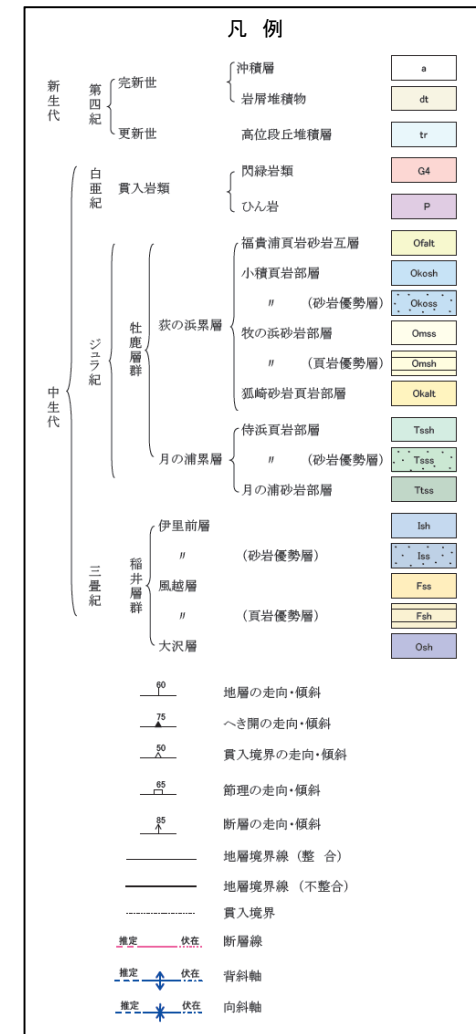 凡 例
新生代
第四紀
完新世
沖積層 a
岩屑堆積物 dt
更新世 高位段丘堆積層 tr
中生代
白亜紀
貫入岩類
閃緑岩類 G4
ひん岩 P
ジュラ紀
牡鹿層群
荻の浜累層
福貴浦頁岩砂岩互層 Ofalt
小積頁岩部層 Okosh
〃 (砂岩優勢層) Okoss
牧の浜砂岩部層 Omss
〃 (頁岩優勢層) Omsh
狐崎砂岩頁岩部層 Okalt
月の浦累層
侍浜頁岩部層 Tssh
〃 (砂岩優勢層) Tsss
月の浦砂岩部層 Ttss
三畳紀
稲井層群
伊里前層 Ish
〃 (砂岩優勢層) Iss
風越層 Fss
〃 (頁岩優勢層) Fsh
大沢層 Osh
60 地層の走向・傾斜
75 へき開の走向・傾斜
50 貫入境界の走向・傾斜
65 節理の走向・傾斜
85 断層の走向・傾斜
地層境界線 (整 合)
地層境界線 (不整合)
貫入境界
推定 伏在 断層線
推定 伏在 背斜軸
推定 伏在 向斜軸